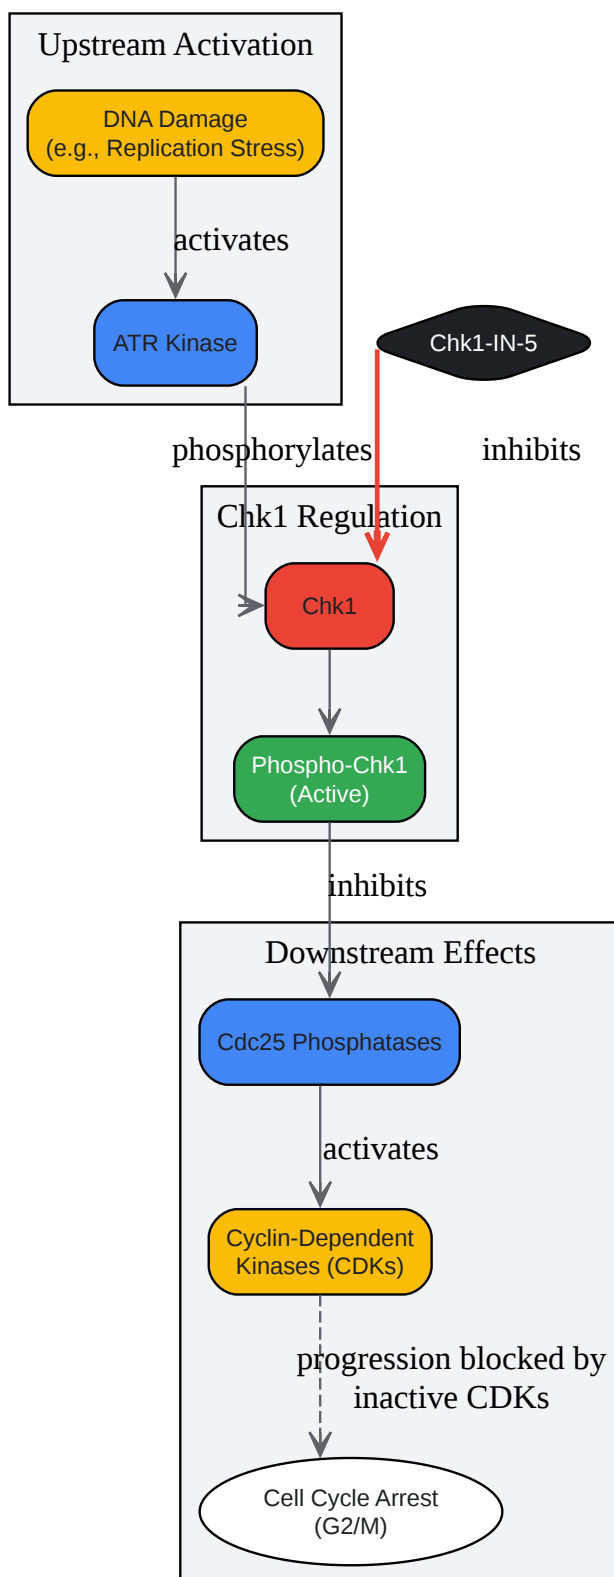 Upstream Activation
DNA Damage
(e.g., Replication Stress)
activates
ATR Kinase
Chk1-IN-5
phosphorylates
inhibits
Chk1 Regulation
Chk1
Phospho-Chk1
(Active)
inhibits
Downstream Effects
Cdc25 Phosphatases
activates
Cyclin-Dependent
Kinases (CDKs)
progression blocked by
inactive CDKs
Cell Cycle Arrest
(G2/M)